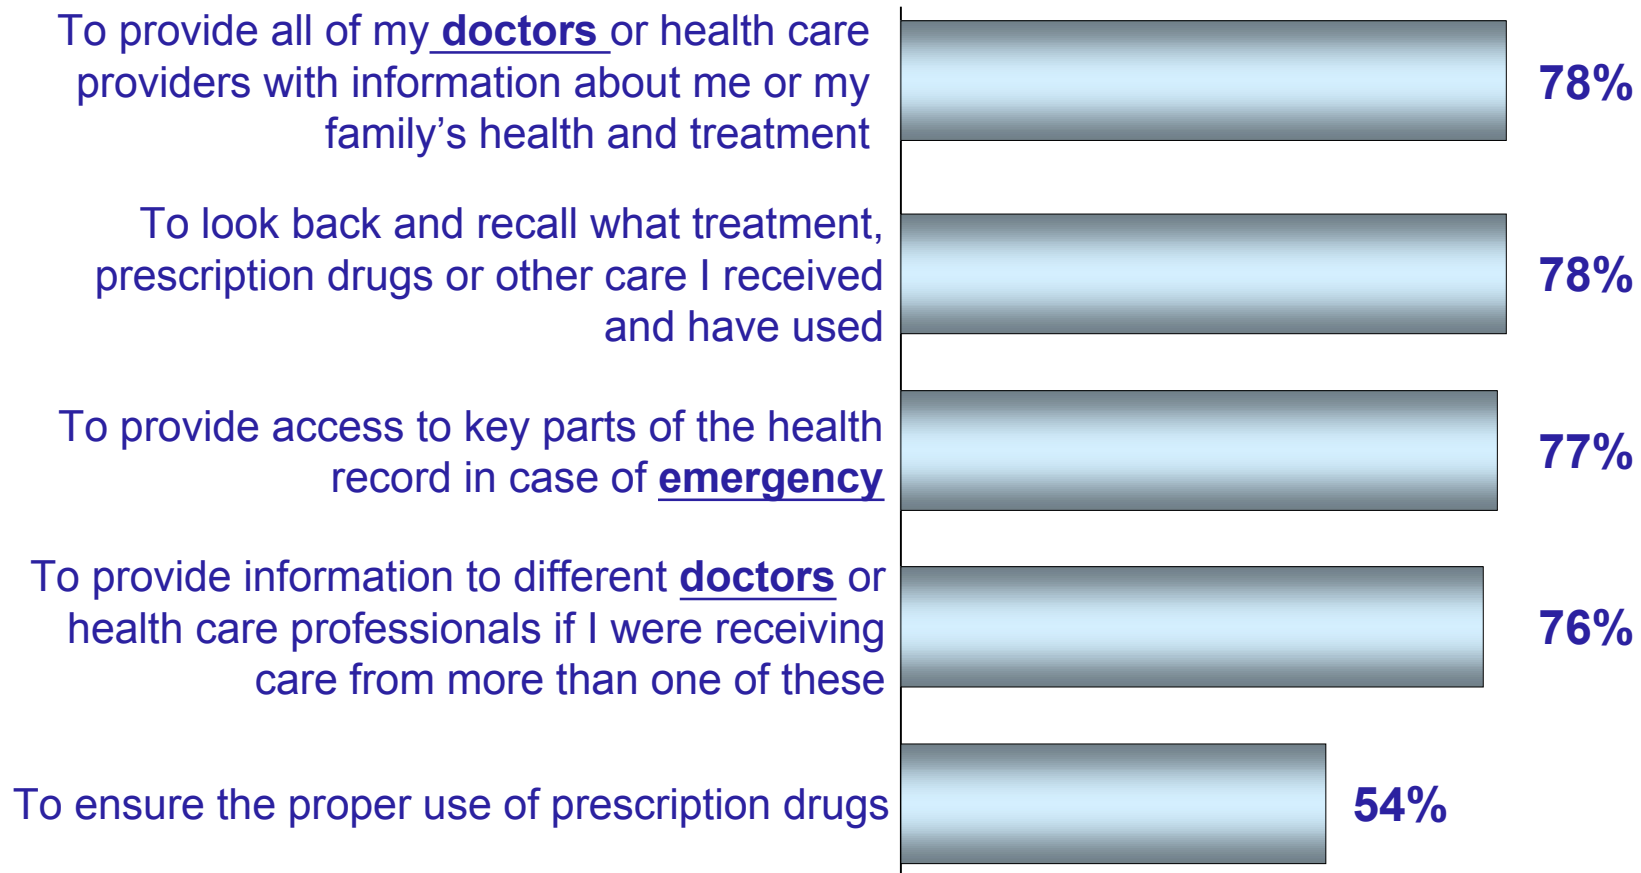 To provide all of my doctors or health care
providers with information about me or my
family’s health and treatment
78%
To look back and recall what treatment,
prescription drugs or other care I received
and have used
78%
To provide access to key parts of the health
record in case of emergency
77%
To provide information to different doctors or
health care professionals if I were receiving
care from more than one of these
76%
To ensure the proper use of prescription drugs
54%